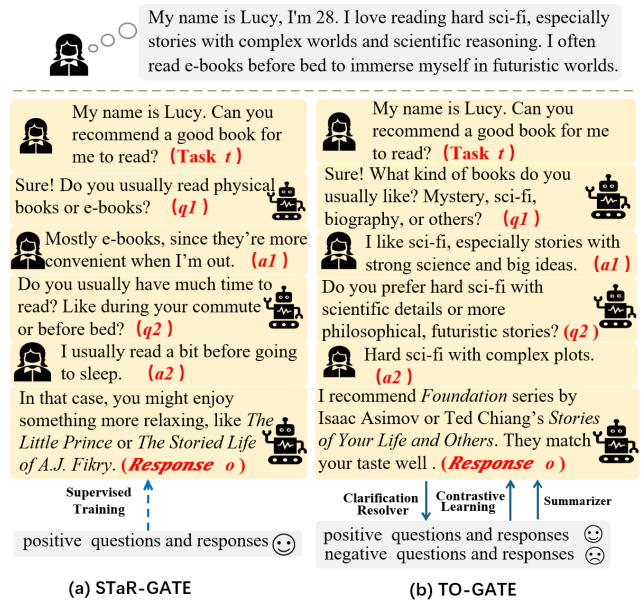 My name is Lucy, I'm 28. I love reading hard sci-fi, especially
stories with complex worlds and scientific reasoning. I often
read e-books before bed to immerse myself in futuristic worlds.
My name is Lucy. Can you
recommend a good book for
me to read? (Task t)
Sure! Do you usually read physical
books or e-books? (q1)
Mostly e-books, since they're more
convenient when I'm out. (a1)
Do you usually have much time to
read? Like during your commute
or before bed? (q2)
I usually read a bit before going
to sleep. (a2)
In that case, you might enjoy
something more relaxing, like The
Little Prince or The Storied Life
of A.J. Fikry. (Response o)
Supervised
Training
positive questions and responses
(a) STaR-GATE
My name is Lucy. Can you
recommend a good book for me
to read? (Task t)
Sure! What kind of books do you
usually like? Mystery, sci-fi,
biography, or others? (q1)
I like sci-fi, especially stories with
strong science and big ideas. (a1)
Do you prefer hard sci-fi with
scientific details or more
philosophical, futuristic stories? (q2)
Hard sci-fi with complex plots.
(a2)
I recommend Foundation series by
Isaac Asimov or Ted Chiang's Stories
of Your Life and Others. They match
your taste well . (Response o)
Clarification
Resolver
Contrastive
Learning
Summarizer
positive questions and responses
negative questions and responses
(b) TO-GATE